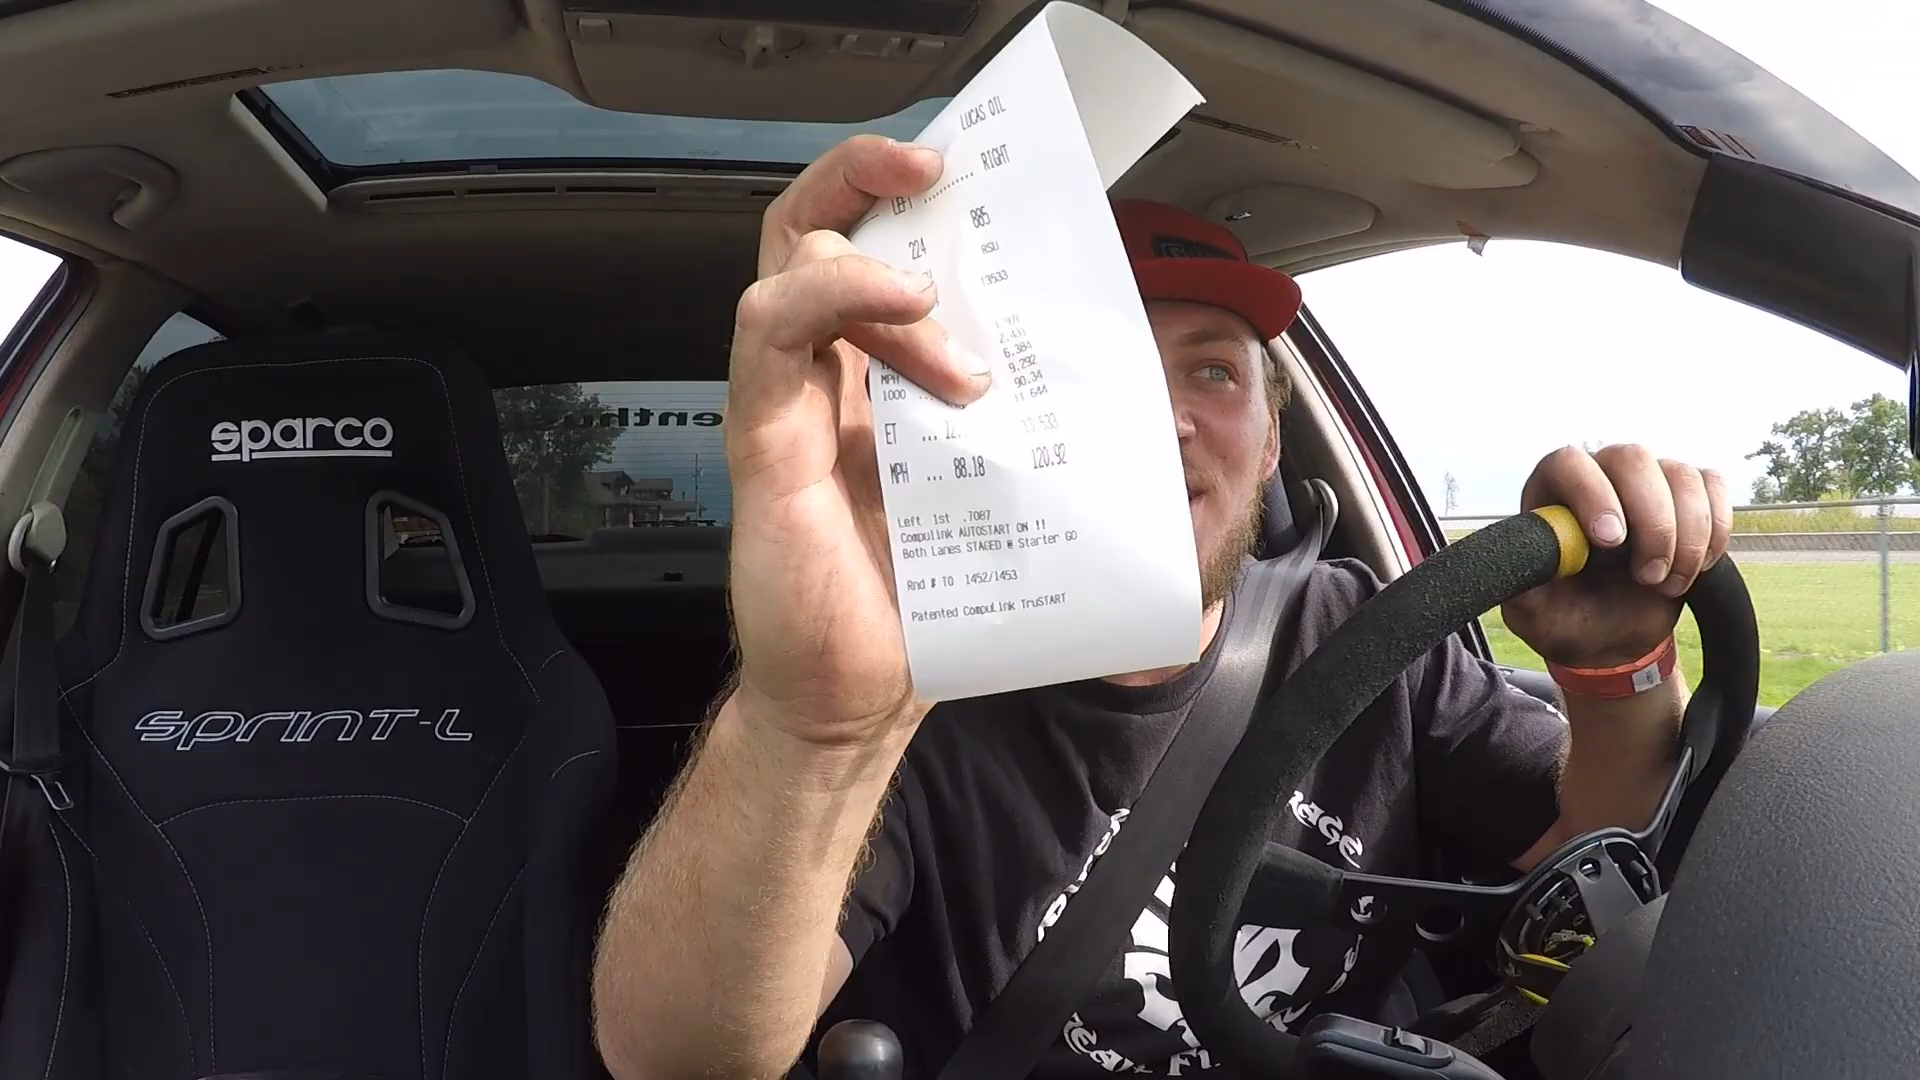 LUCAS OIL
LEFT ........... RIGHT
224 885
RSU
13533
1.971
2.431
6.384
9.292
MPH 90.34
1000 ... 11.644
ET ... 12. 13.533
MPH ... 88.18 120.92
Left 1st .7087
Compulink AUTOSTART ON !!
Both Lanes STAGED @ Starter GO
Rnd # TO 1452/1453
Patented CompuLink TruSTART
sparco
SPRINT-L
enthu